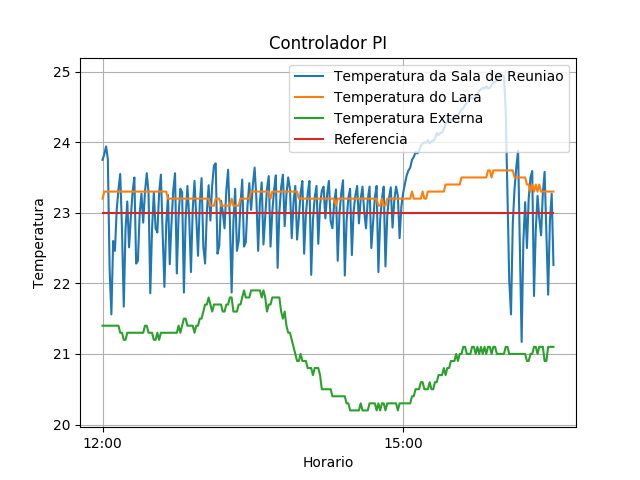 Controlador PI
Temperatura da Sala de Reuniao
Temperatura do Lara
Temperatura Externa
Referencia
Temperatura
25
24
23
22
21
20
12:00
15:00
Horario